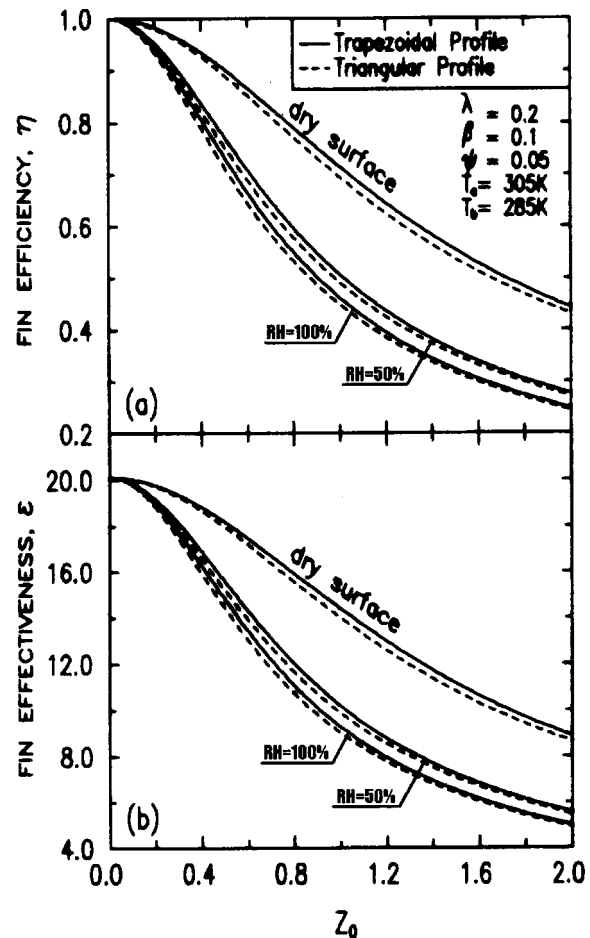 1.0
0.8
0.6
0.4
0.2
FIN EFFICIENCY, η
Trapezoidal Profile
Triangular Profile
λ = 0.2
β = 0.1
ψ = 0.05
Tₐ= 305K
T_b= 285K
dry surface
RH=100%
RH=50%
(a)
20.0
16.0
12.0
8.0
4.0
FIN EFFECTIVENESS, ε
dry surface
RH=100%
RH=50%
(b)
0.0 0.4 0.8 1.2 1.6 2.0
Z₀